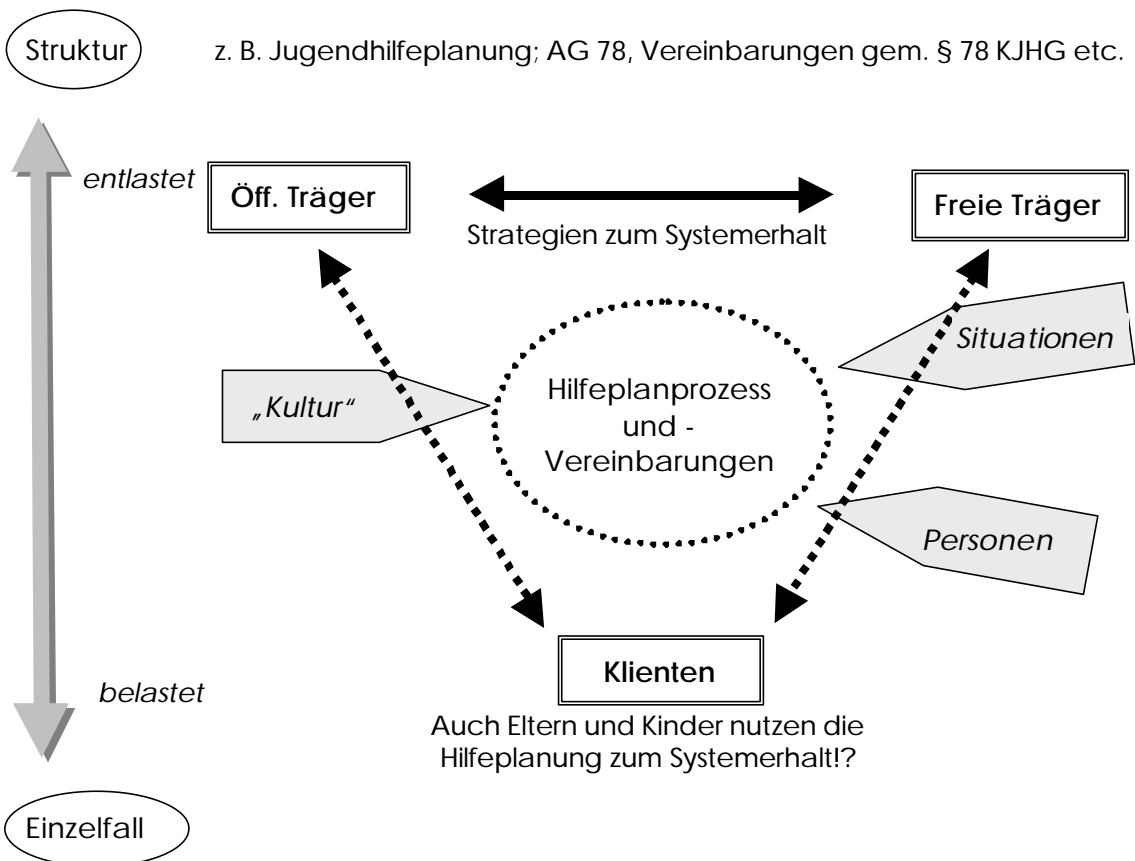 Struktur
z. B. Jugendhilfeplanung; AG 78, Vereinbarungen gem. § 78 KJHG etc.
entlastet
Öff. Träger
Freie Träger
Strategien zum Systemerhalt
Situationen
„Kultur“
Hilfeplanprozess
und -
Vereinbarungen
Personen
Klienten
belastet
Auch Eltern und Kinder nutzen die
Hilfeplanung zum Systemerhalt!?
Einzelfall